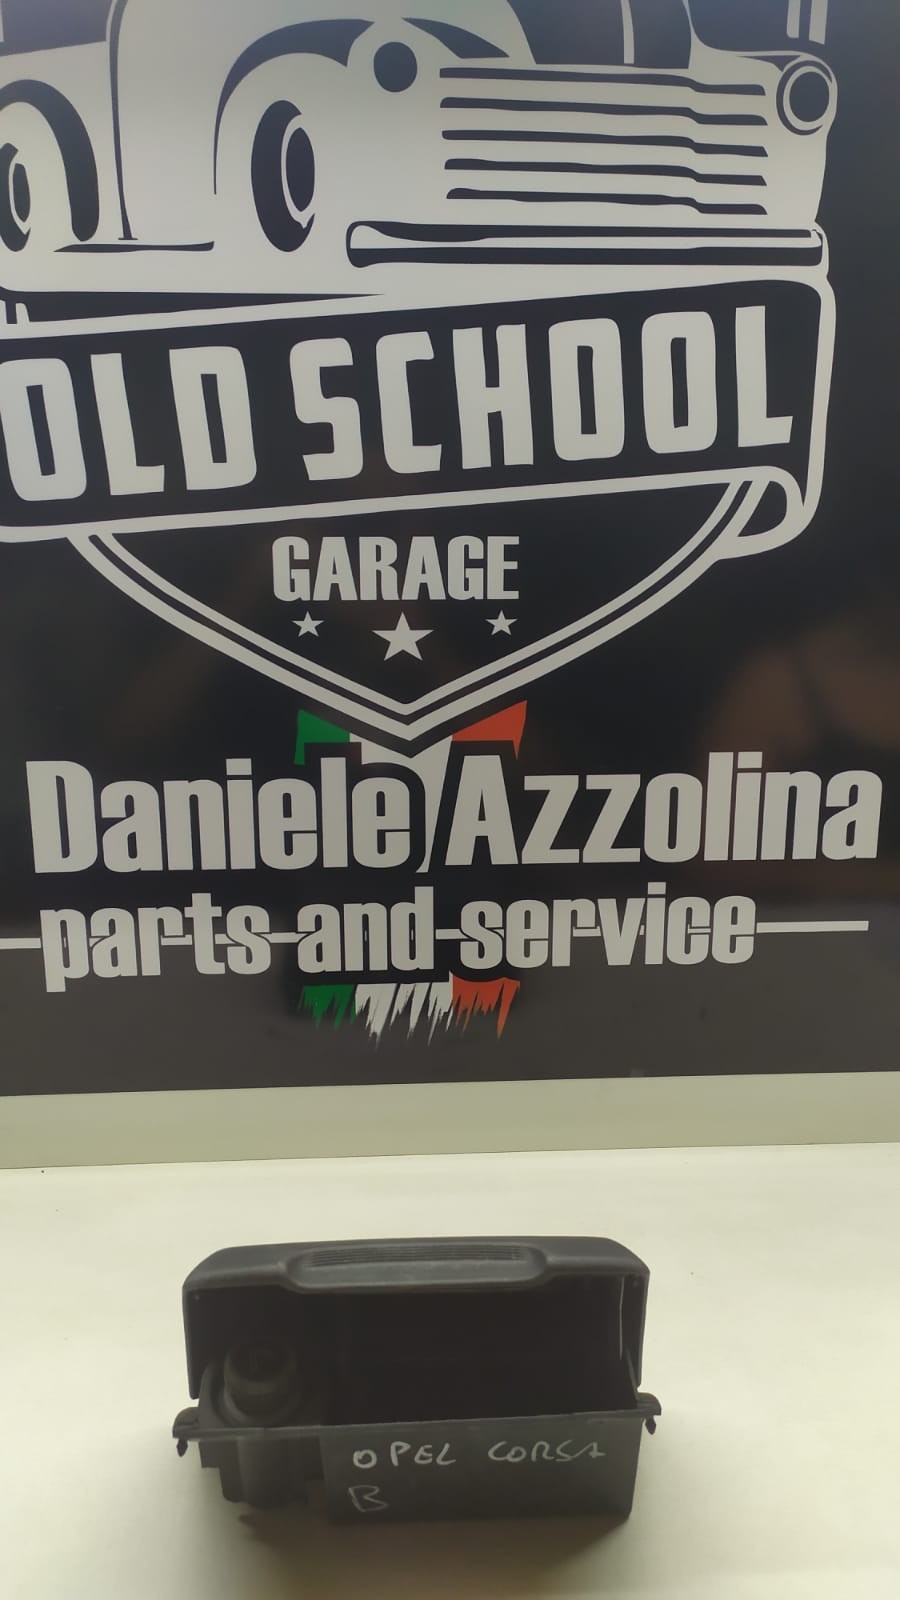 OLD SCHOOL
GARAGE
Daniele Azzolina
parts and service
OPEL CORSA
B